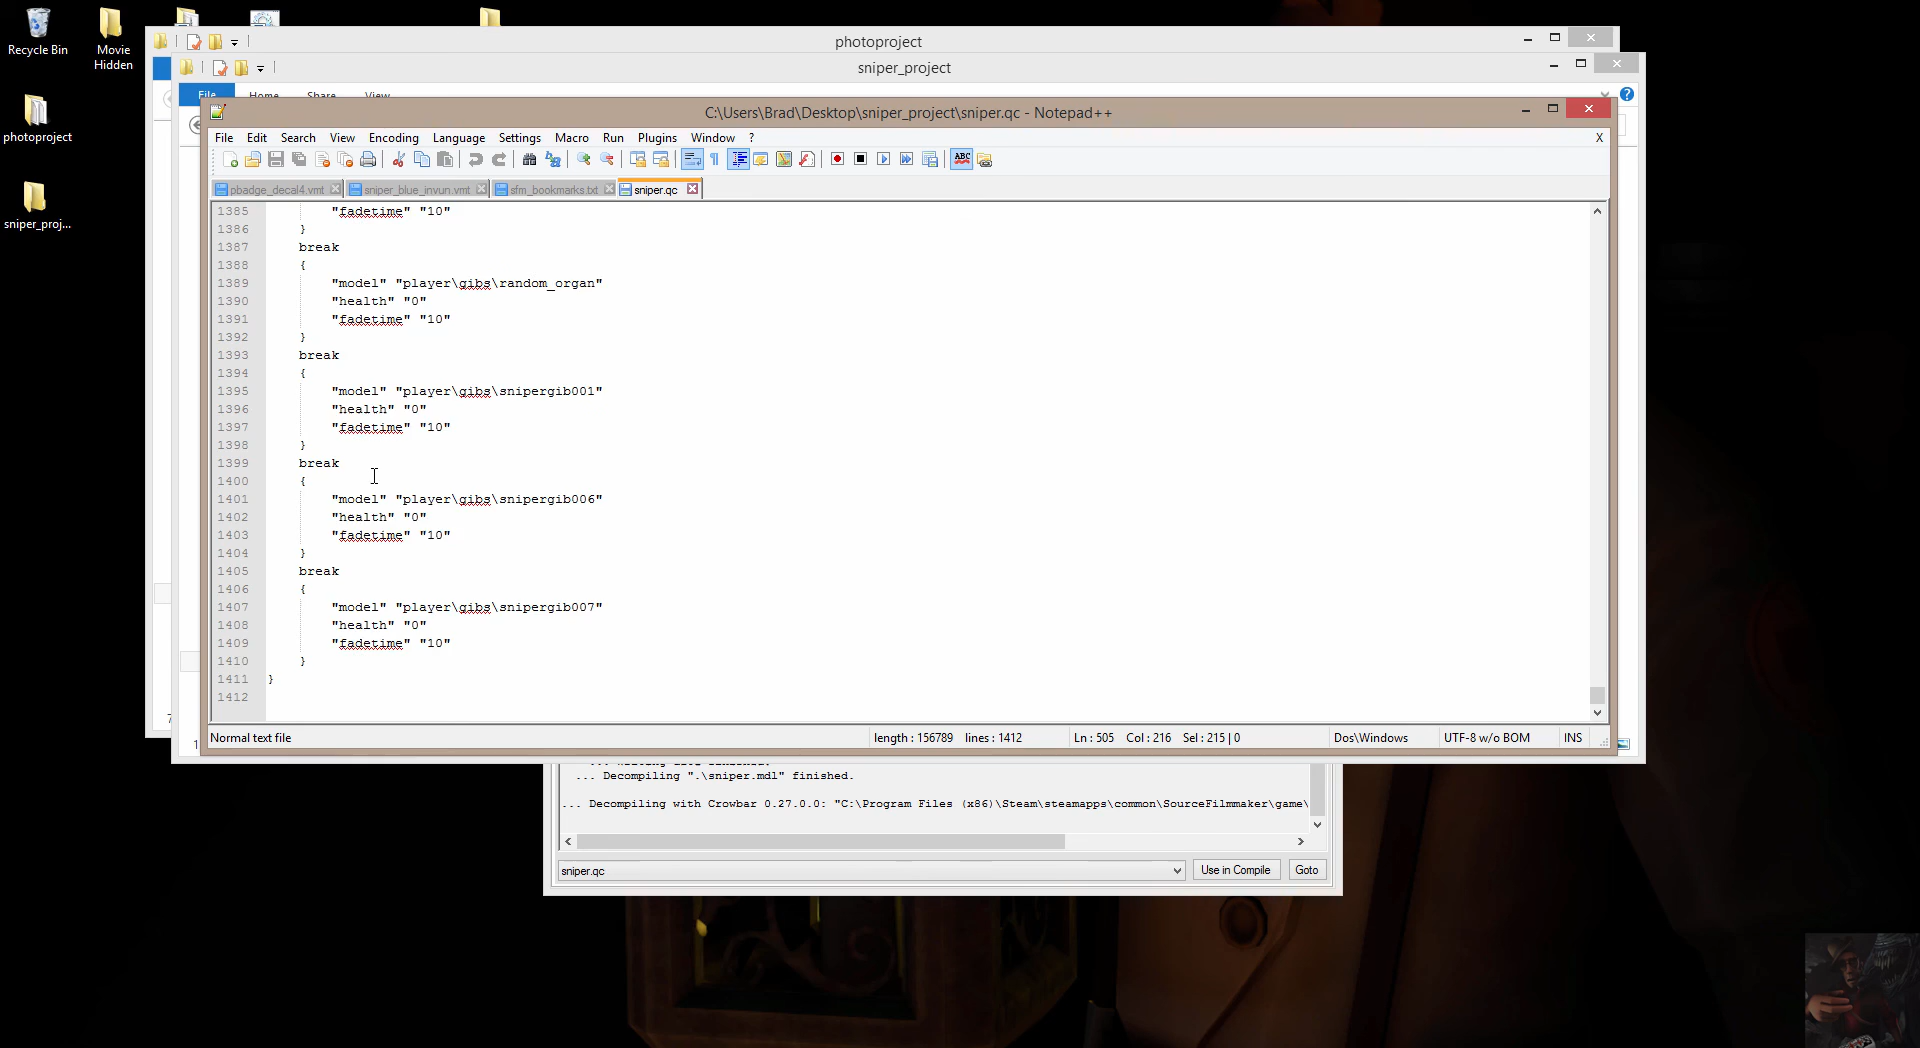 Recycle Bin
Movie
Hidden
photoproject
sniper_proj...
photoproject
sniper_project
File Home Share View
C:\Users\Brad\Desktop\sniper_project\sniper.qc - Notepad++
File Edit Search View Encoding Language Settings Macro Run Plugins Window ? X
pbadge_decal4.vmt sniper_blue_invun.vmt sfm_bookmarks.txt sniper.qc
1385 "fadetime" "10"
1386 }
1387 break
1388 {
1389 "model" "player\gibs\random_organ"
1390 "health" "0"
1391 "fadetime" "10"
1392 }
1393 break
1394 {
1395 "model" "player\gibs\snipergib001"
1396 "health" "0"
1397 "fadetime" "10"
1398 }
1399 break
1400 {
1401 "model" "player\gibs\snipergib006"
1402 "health" "0"
1403 "fadetime" "10"
1404 }
1405 break
1406 {
1407 "model" "player\gibs\snipergib007"
1408 "health" "0"
1409 "fadetime" "10"
1410 }
1411 }
1412
Normal text file length : 156789 lines : 1412 Ln : 505 Col : 216 Sel : 215 | 0 Dos\Windows UTF-8 w/o BOM INS
... Decompiling ".\sniper.mdl" finished.
... Decompiling with Crowbar 0.27.0.0: "C:\Program Files (x86)\Steam\steamapps\common\SourceFilmmaker\game\
sniper.qc Use in Compile Goto